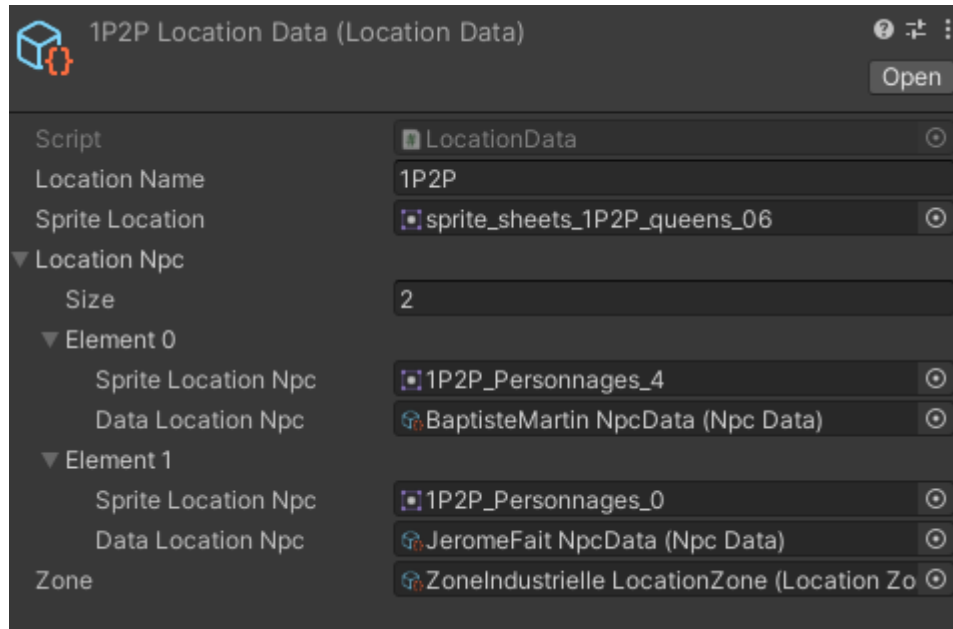 1P2P Location Data (Location Data)
Open
Script LocationData
Location Name 1P2P
Sprite Location sprite_sheets_1P2P_queens_06
Location Npc
Size 2
Element 0
Sprite Location Npc 1P2P_Personnages_4
Data Location Npc BaptisteMartin NpcData (Npc Data)
Element 1
Sprite Location Npc 1P2P_Personnages_0
Data Location Npc JeromeFait NpcData (Npc Data)
Zone ZoneIndustrielle LocationZone (Location Zo